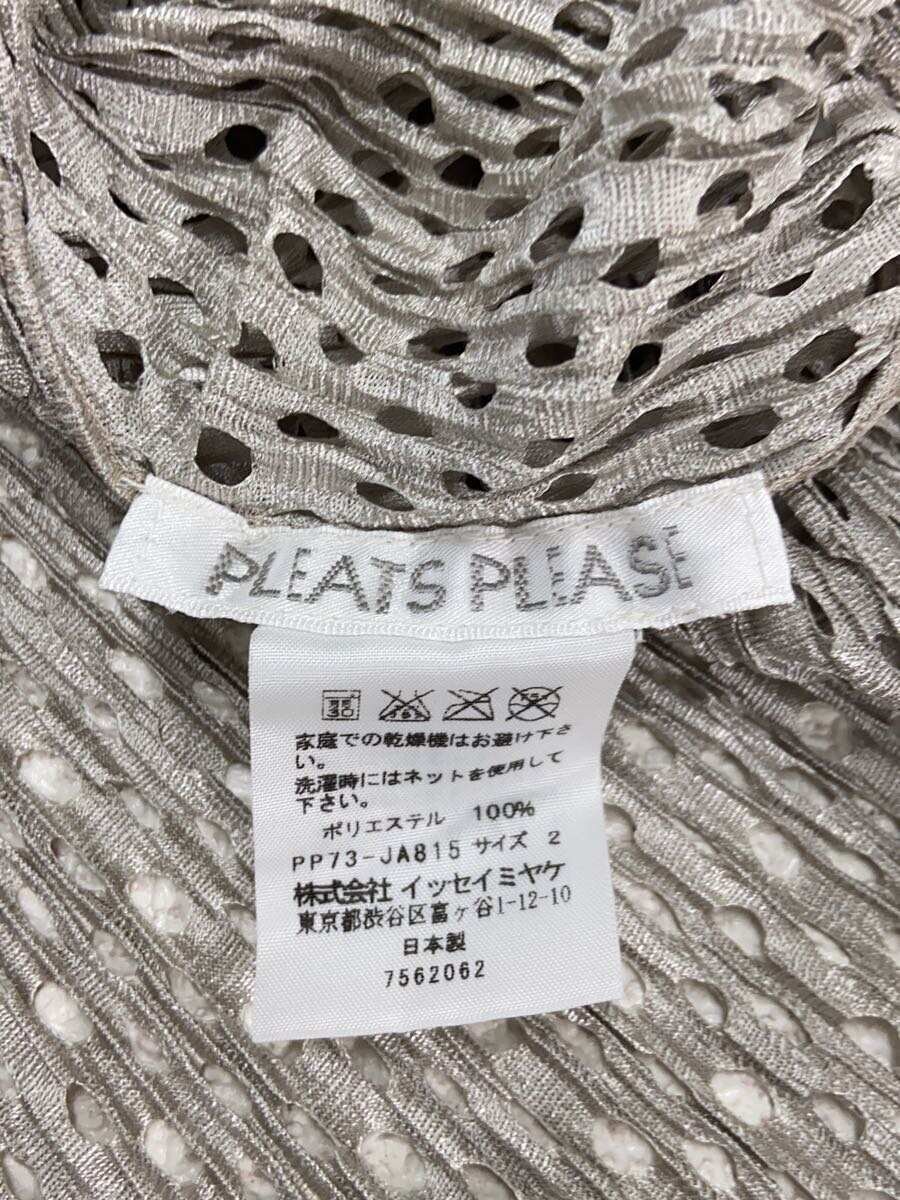 PLEATS PLEASE
家庭での乾燥機はお避け下さ
い。
洗濯時にはネットを使用して
下さい。
ポリエステル 100%
PP73-JA815 サイズ 2
株式会社 イッセイミヤケ
東京都渋谷区富ヶ谷1-12-10
日本製
7562062